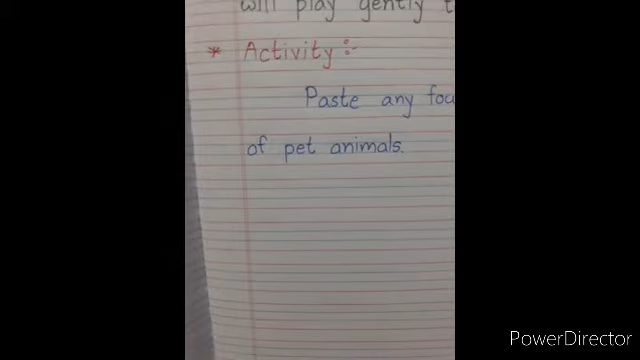 will play gently
* Activity :-
Paste any
of pet animals.
PowerDirector